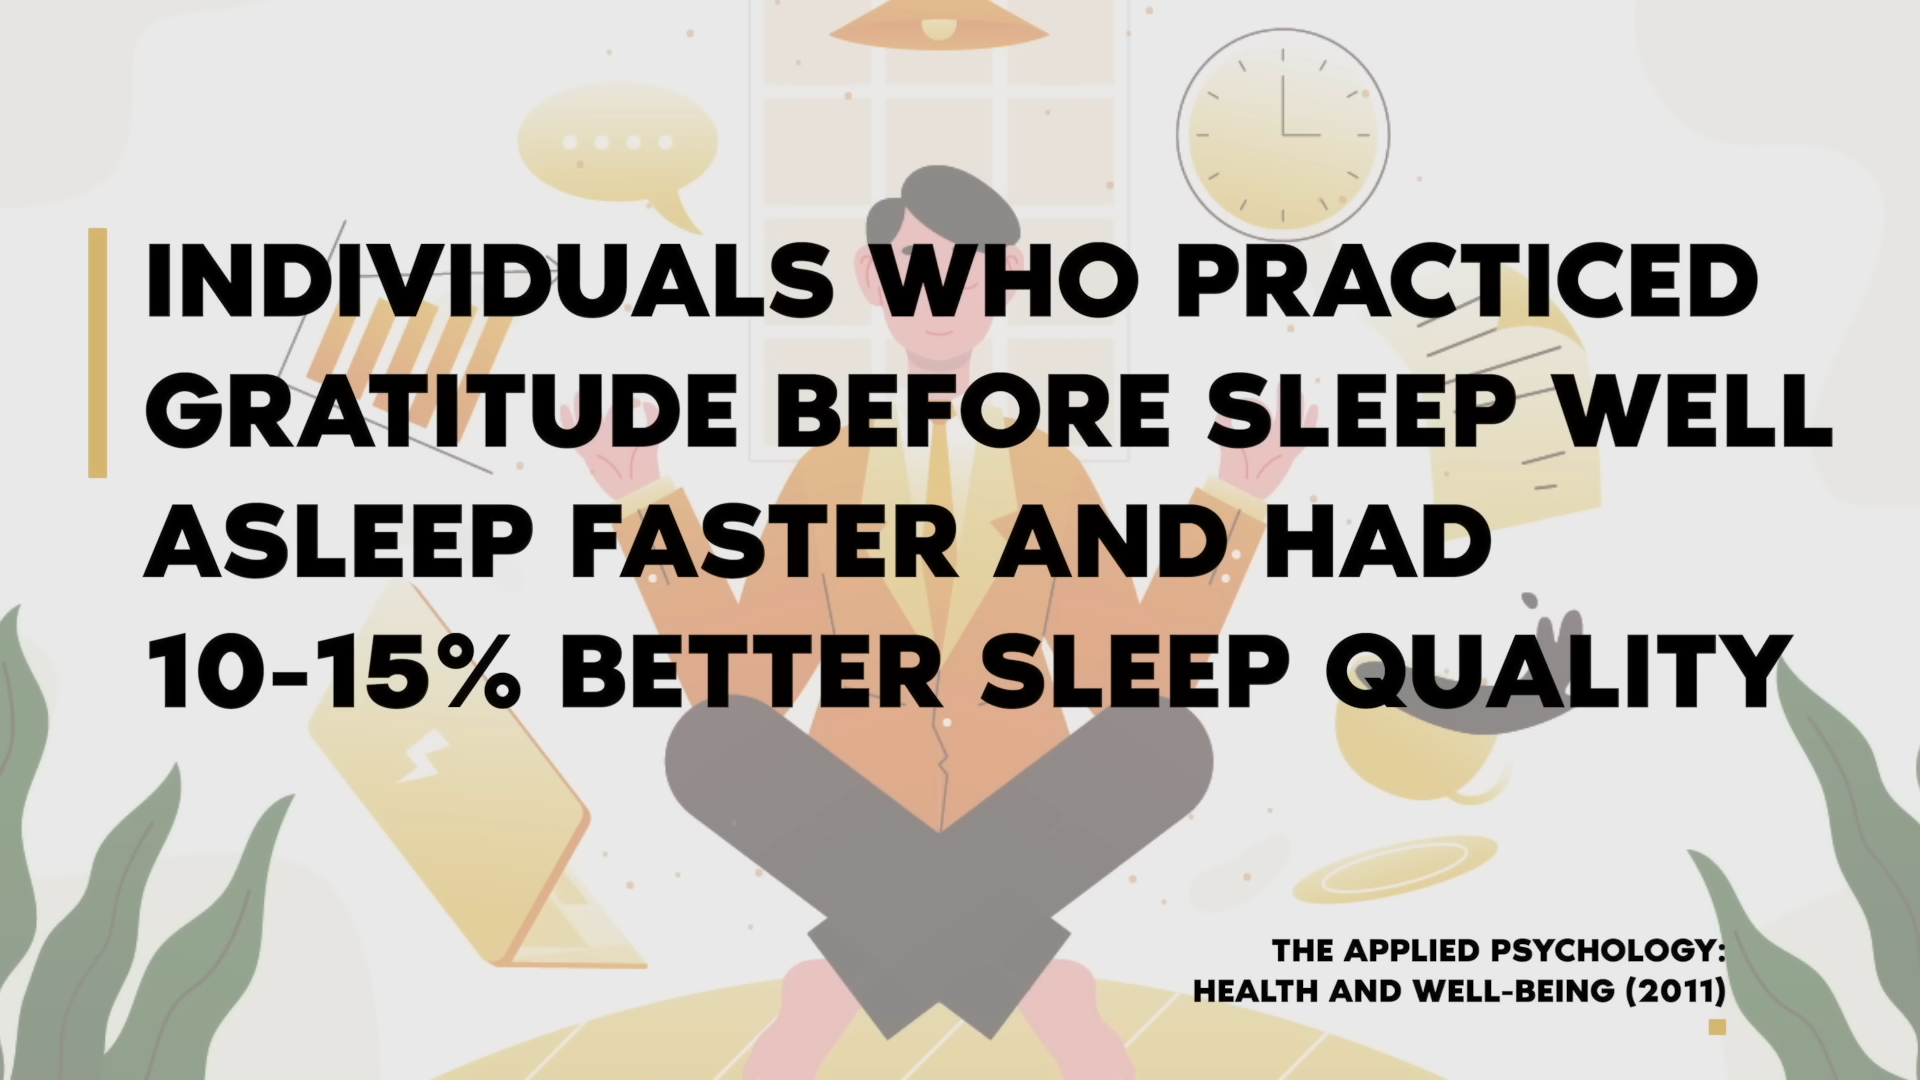 INDIVIDUALS WHO PRACTICED
GRATITUDE BEFORE SLEEP WELL
ASLEEP FASTER AND HAD
10-15% BETTER SLEEP QUALITY
THE APPLIED PSYCHOLOGY:
HEALTH AND WELL-BEING (2011)